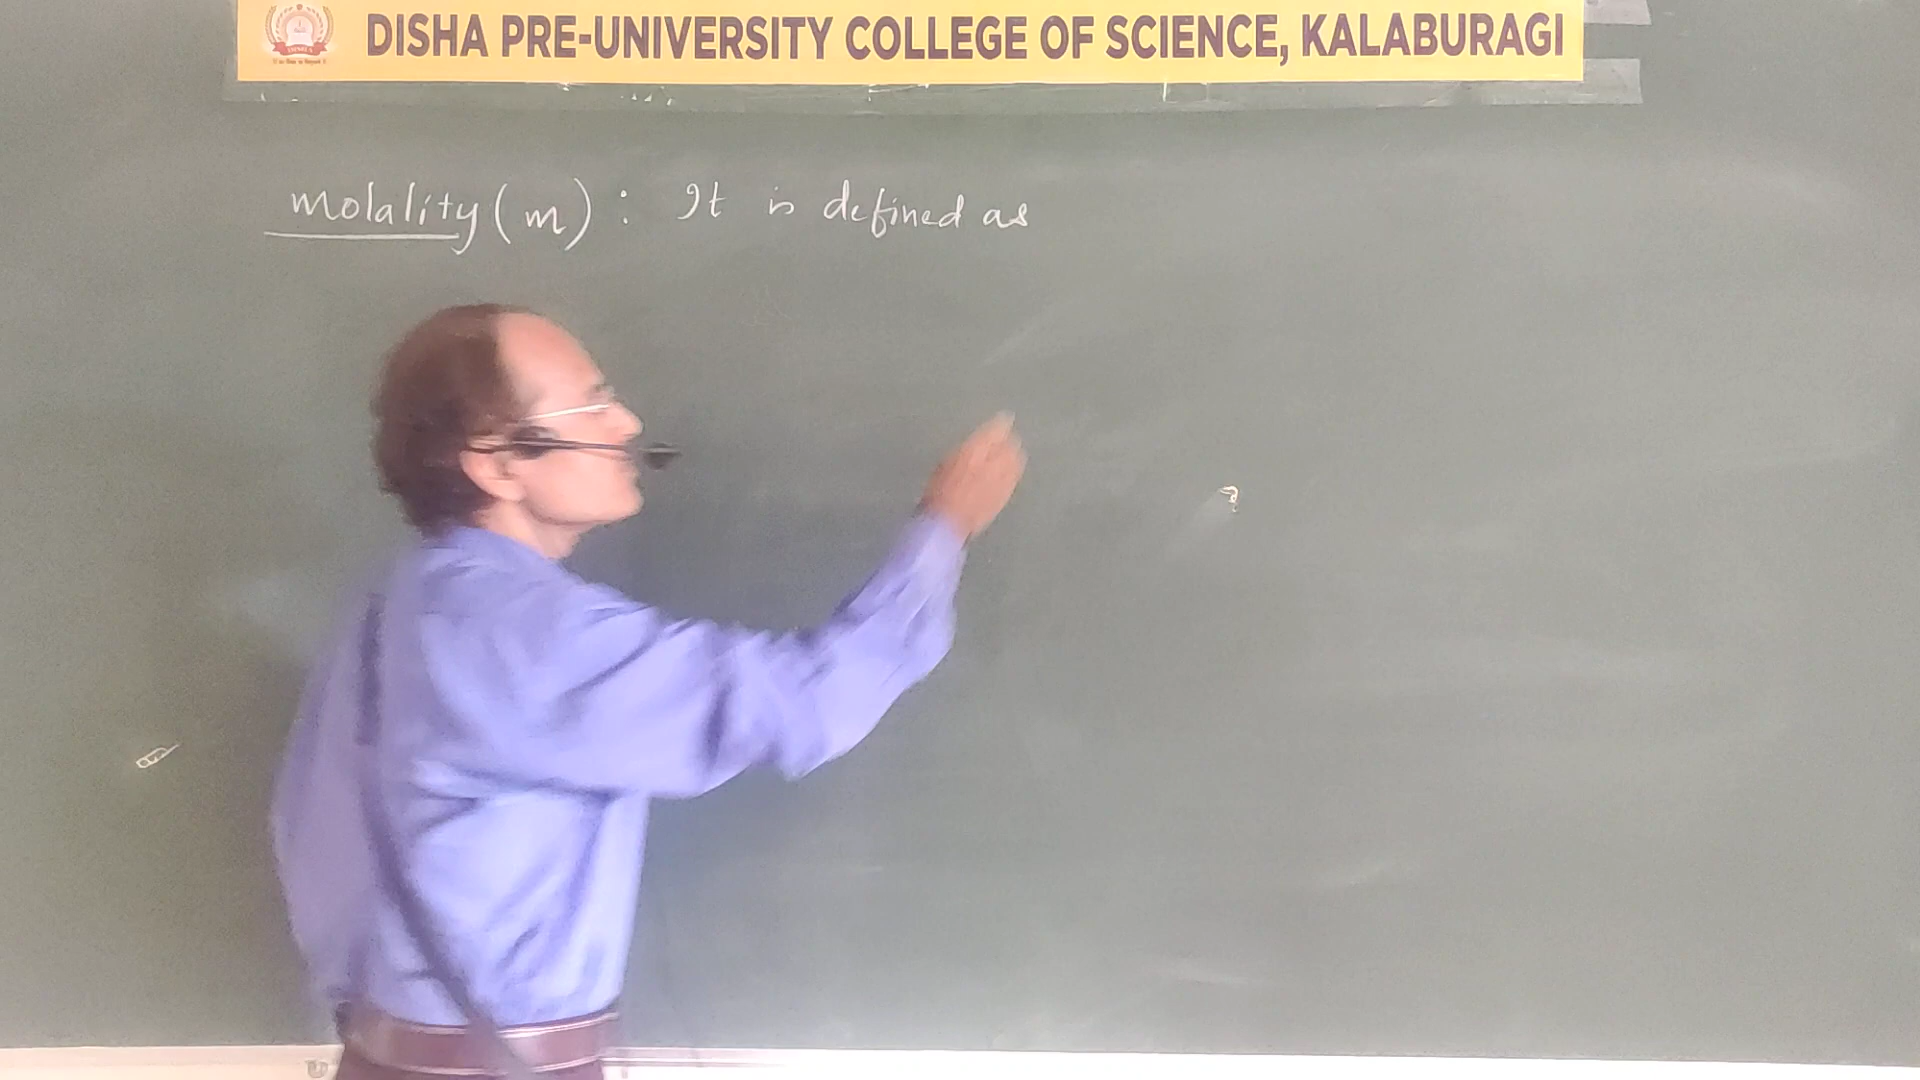 DISHA PRE-UNIVERSITY COLLEGE OF SCIENCE, KALABURAGI
molality (m) : It is defined as